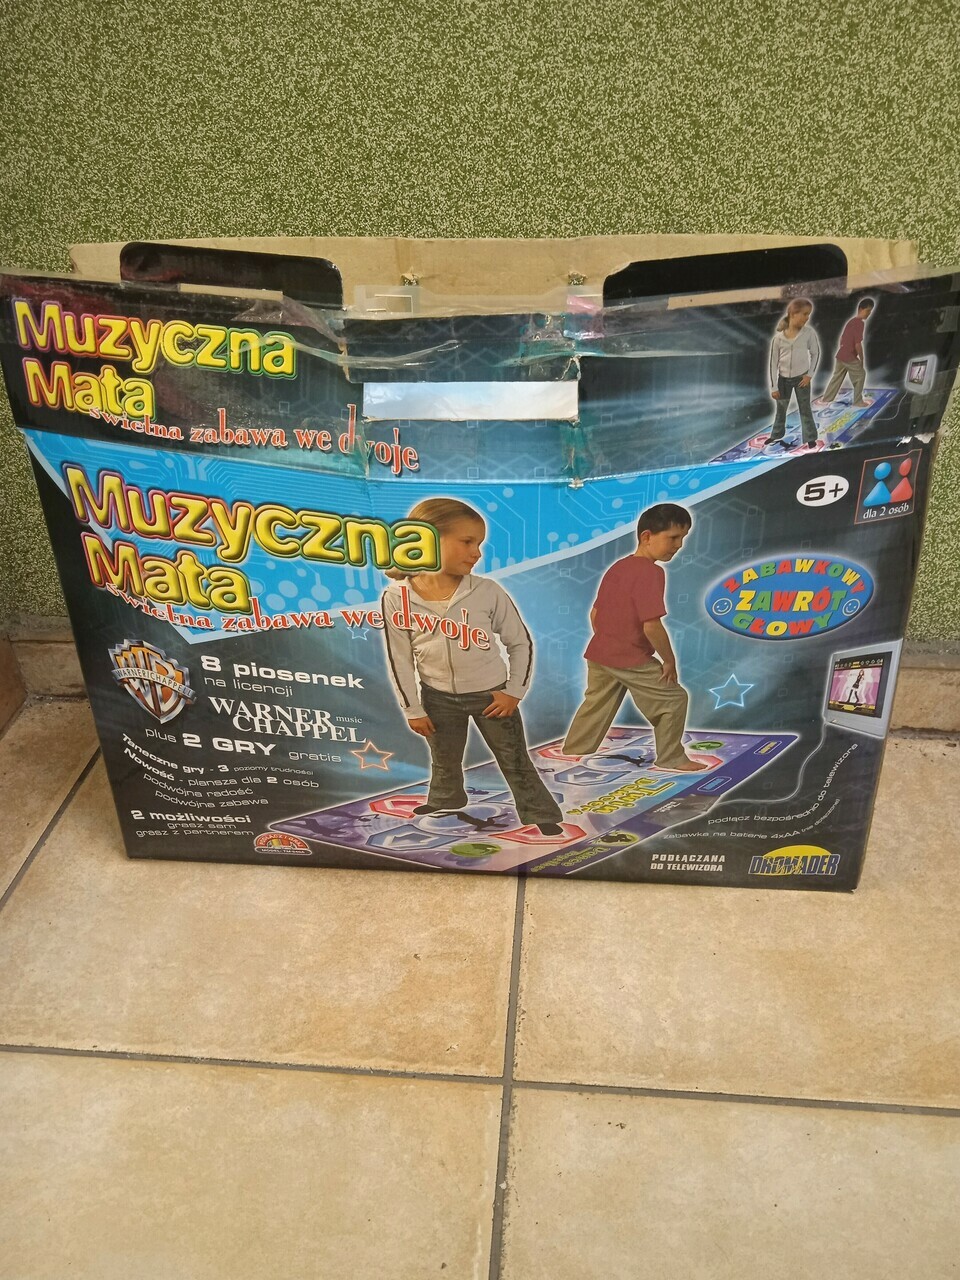 Muzyczna
Mata
świetna zabawa we dwoje
Muzyczna
Mata
świetna zabawa we dwoje
5+
dla 2 osób
ZABAWKOWY
ZAWRÓT
GŁOWY
WARNER/CHAPPELL
8 piosenek
na licencji
WARNER
CHAPPEL music
plus 2 GRY gratis
Taneczne gry - 3 poziomy trudności
Nowość - plansza dla 2 osób
podwójna radość
podwójna zabawa
2 możliwości
grasz sam
grasz z partnerem
podłącz bezpośrednio do telewizora
zabawka na baterie 4xAA
PODŁĄCZANA
DO TELEWIZORA
DROMADER